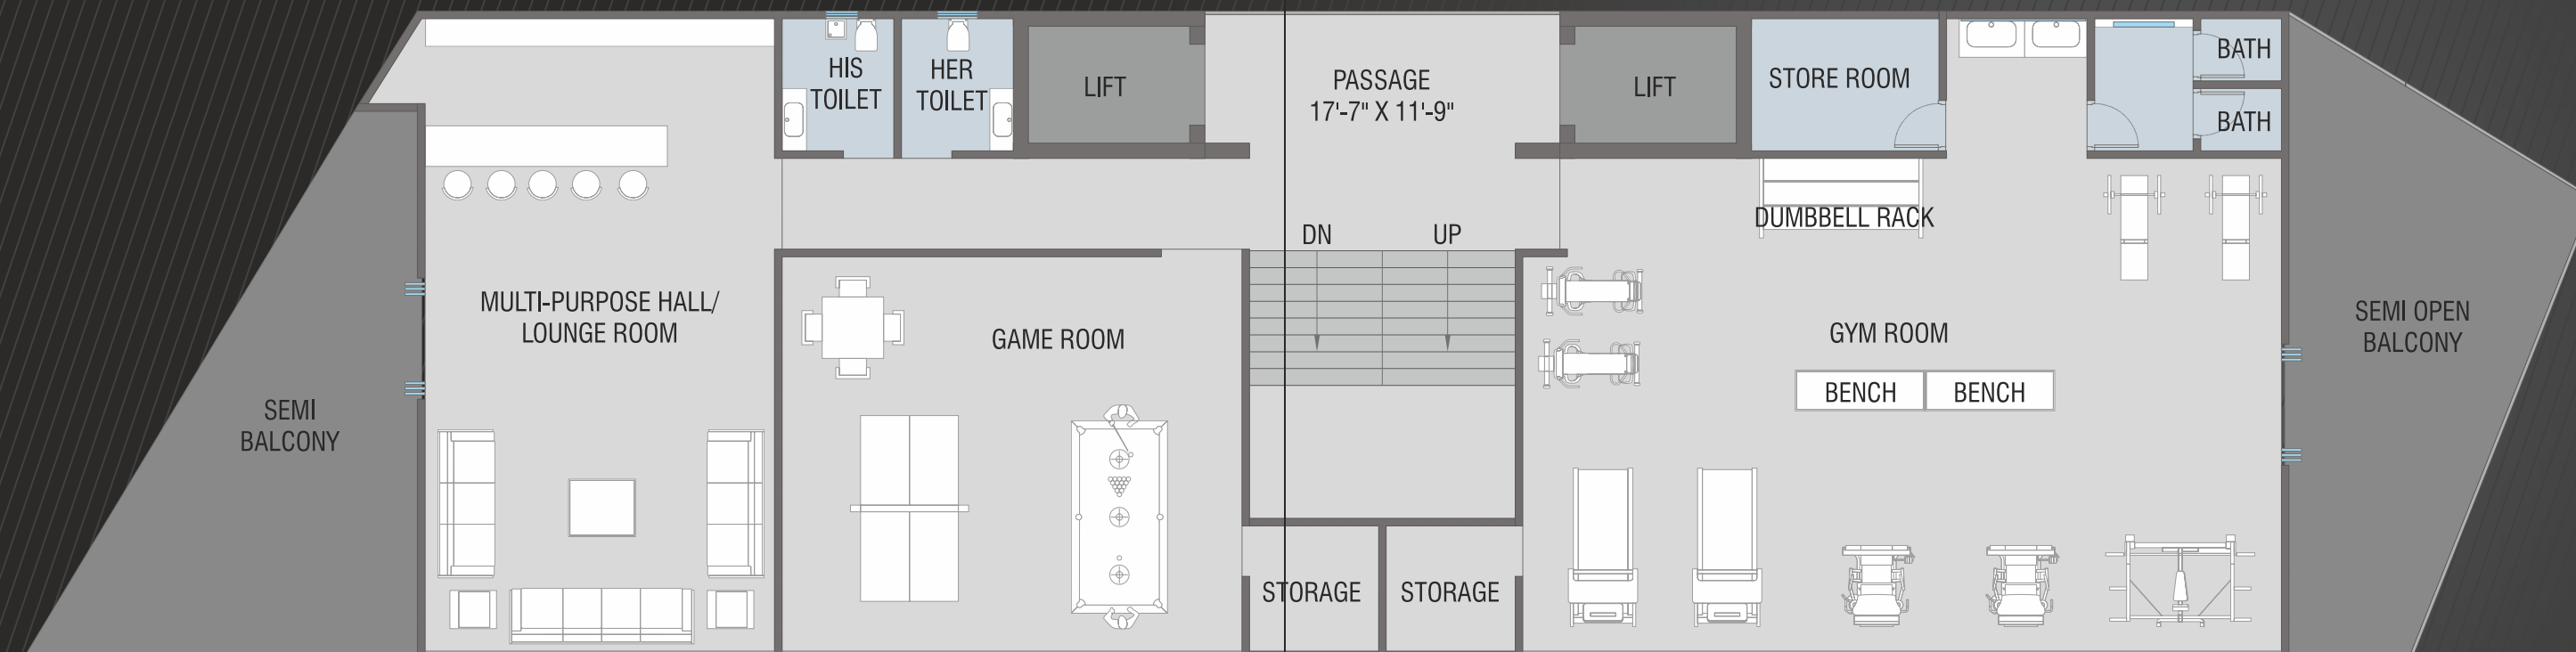 HIS
TOILET
HER
TOILET
LIFT
PASSAGE
17'-7" X 11'-9"
LIFT
STORE ROOM
BATH
BATH
DUMBBELL RACK
DN
UP
MULTI-PURPOSE HALL/
LOUNGE ROOM
GAME ROOM
GYM ROOM
SEMI OPEN
BALCONY
BENCH
BENCH
SEMI
BALCONY
STORAGE
STORAGE